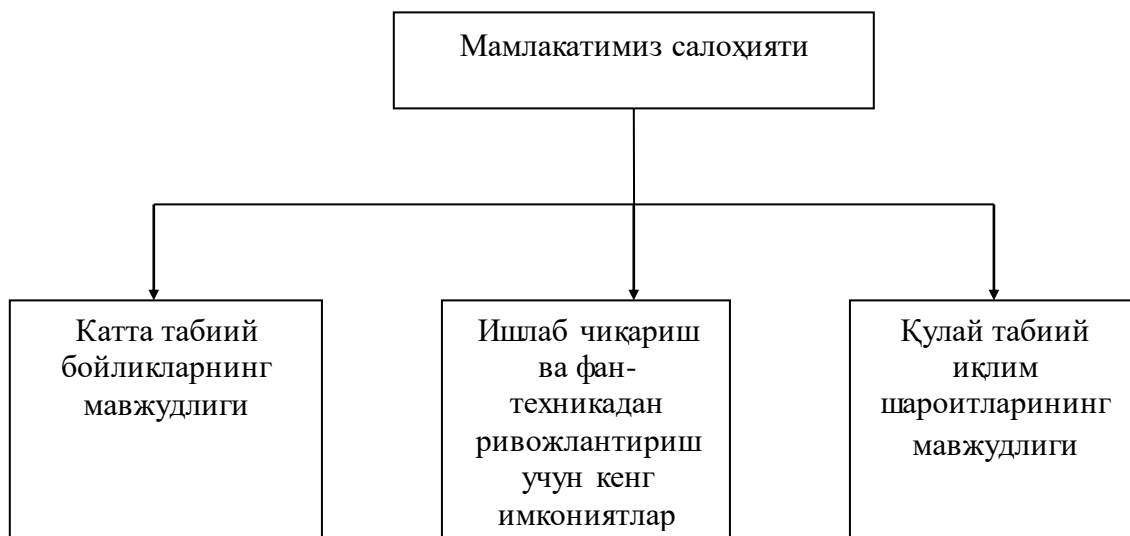 Мамлакатимиз салоҳияти
Катта табиий
бойликларнинг
мавжудлиги
Ишлаб чиқариш
ва фан-
техникадан
ривожлантириш
учун кенг
имкониятлар
Қулай табиий
иқлим
шароитларининг
мавжудлиги